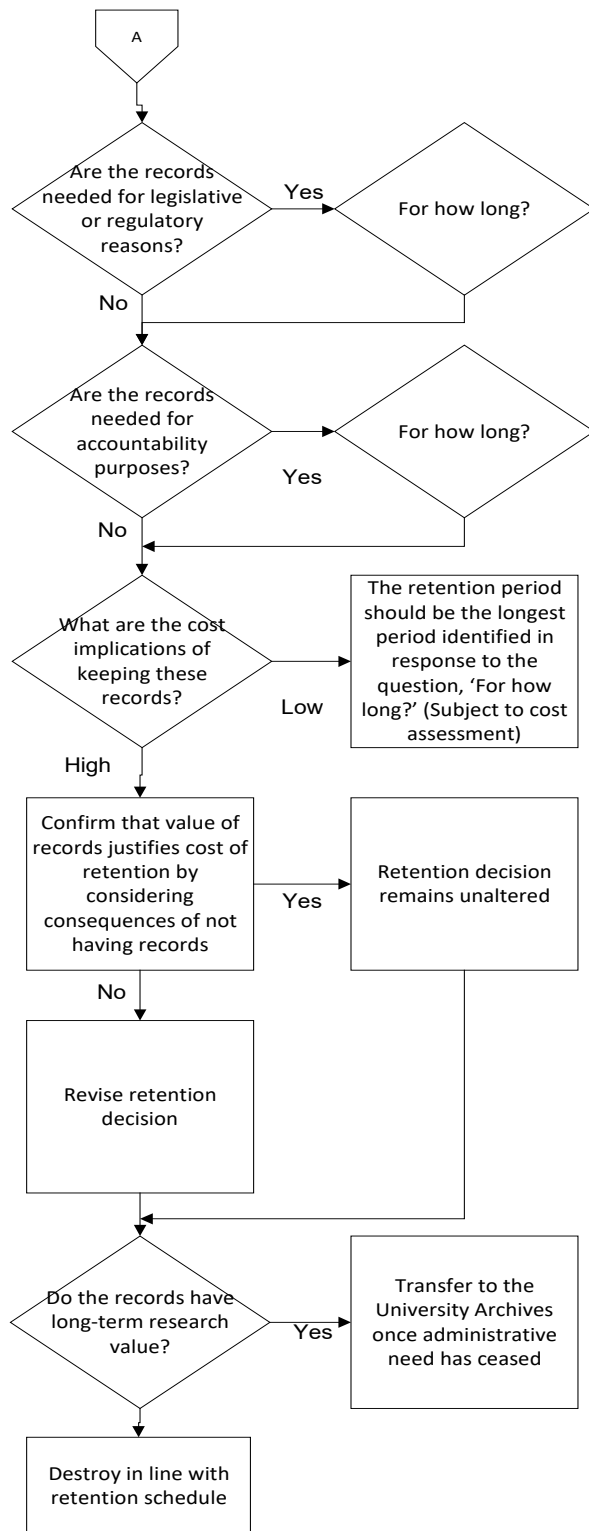 A
Are the records
needed for legislative
or regulatory
reasons?
Yes
For how long?
No
Are the records
needed for
accountability
purposes?
Yes
For how long?
No
What are the cost
implications of
keeping these
records?
Low
The retention period
should be the longest
period identified in
response to the
question, ‘For how
long?’ (Subject to cost
assessment)
High
Confirm that value of
records justifies cost of
retention by
considering
consequences of not
having records
Yes
Retention decision
remains unaltered
No
Revise retention
decision
Do the records have
long-term research
value?
Yes
Transfer to the
University Archives
once administrative
need has ceased
Destroy in line with
retention schedule